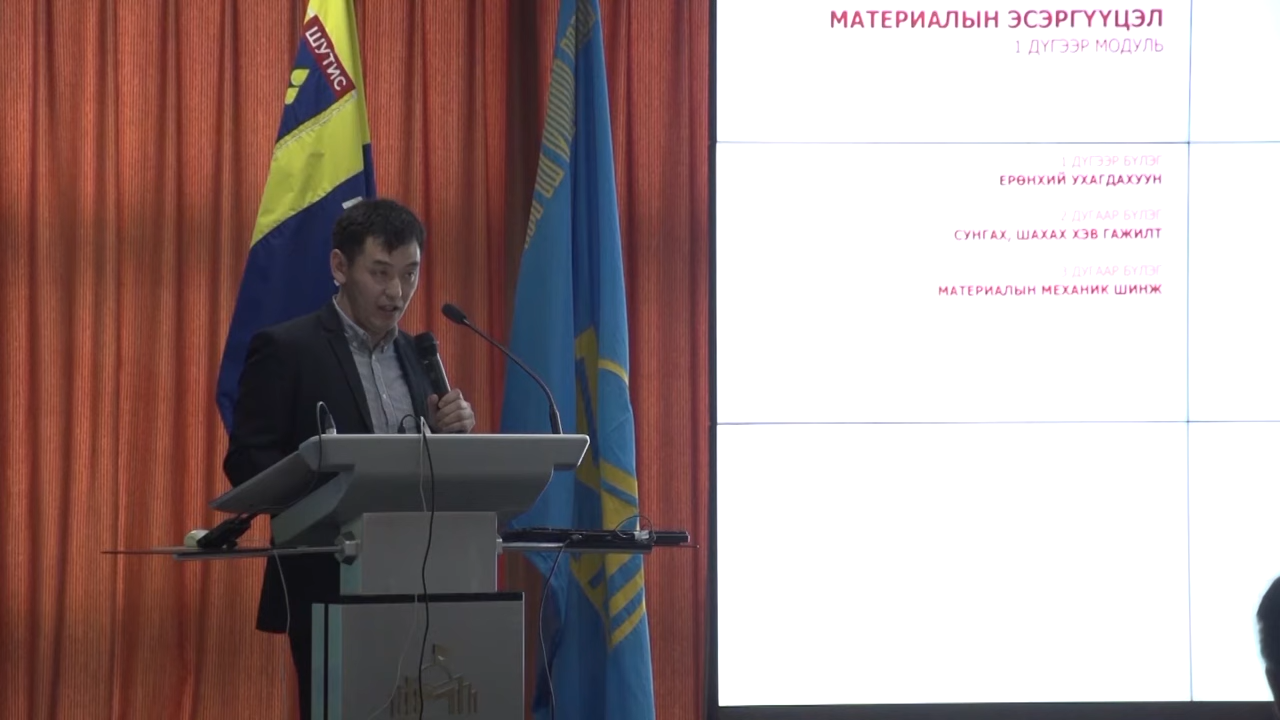 ШУТИС
МАТЕРИАЛЫН ЭСЭРГҮҮЦЭЛ
1 ДҮГЭЭР МОДУЛЬ
1 ДҮГЭЭР БҮЛЭГ
ЕРӨНХИЙ УХАГДАХУУН
2 ДУГААР БҮЛЭГ
СУНГАХ, ШАХАХ ХЭВ ГАЖИЛТ
3 ДУГААР БҮЛЭГ
МАТЕРИАЛЫН МЕХАНИК ШИНЖ